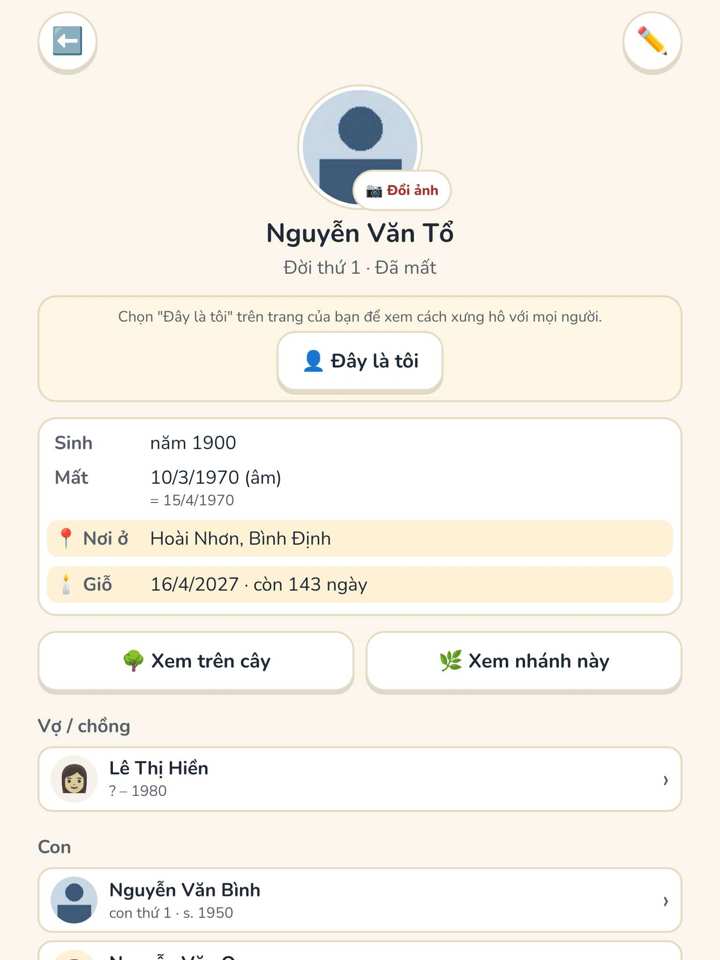 Đổi ảnh
Nguyễn Văn Tổ
Đời thứ 1 · Đã mất
Chọn "Đây là tôi" trên trang của bạn để xem cách xưng hô với mọi người.
Đây là tôi
Sinh năm 1900
Mất 10/3/1970 (âm)
= 15/4/1970
Nơi ở Hoài Nhơn, Bình Định
Giỗ 16/4/2027 · còn 143 ngày
Xem trên cây
Xem nhánh này
Vợ / chồng
Lê Thị Hiền
? – 1980
Con
Nguyễn Văn Bình
con thứ 1 · s. 1950
Nguyễn Văn